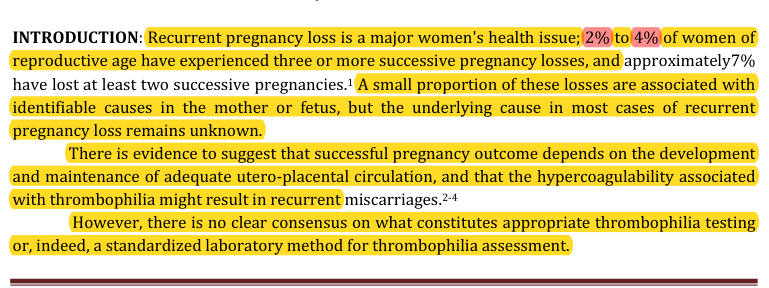 INTRODUCTION: Recurrent pregnancy loss is a major women's health issue; 2% to 4% of women of
reproductive age have experienced three or more successive pregnancy losses, and approximately7%
have lost at least two successive pregnancies.¹ A small proportion of these losses are associated with
identifiable causes in the mother or fetus, but the underlying cause in most cases of recurrent
pregnancy loss remains unknown.
There is evidence to suggest that successful pregnancy outcome depends on the development
and maintenance of adequate utero-placental circulation, and that the hypercoagulability associated
with thrombophilia might result in recurrent miscarriages.²⁻⁴
However, there is no clear consensus on what constitutes appropriate thrombophilia testing
or, indeed, a standardized laboratory method for thrombophilia assessment.